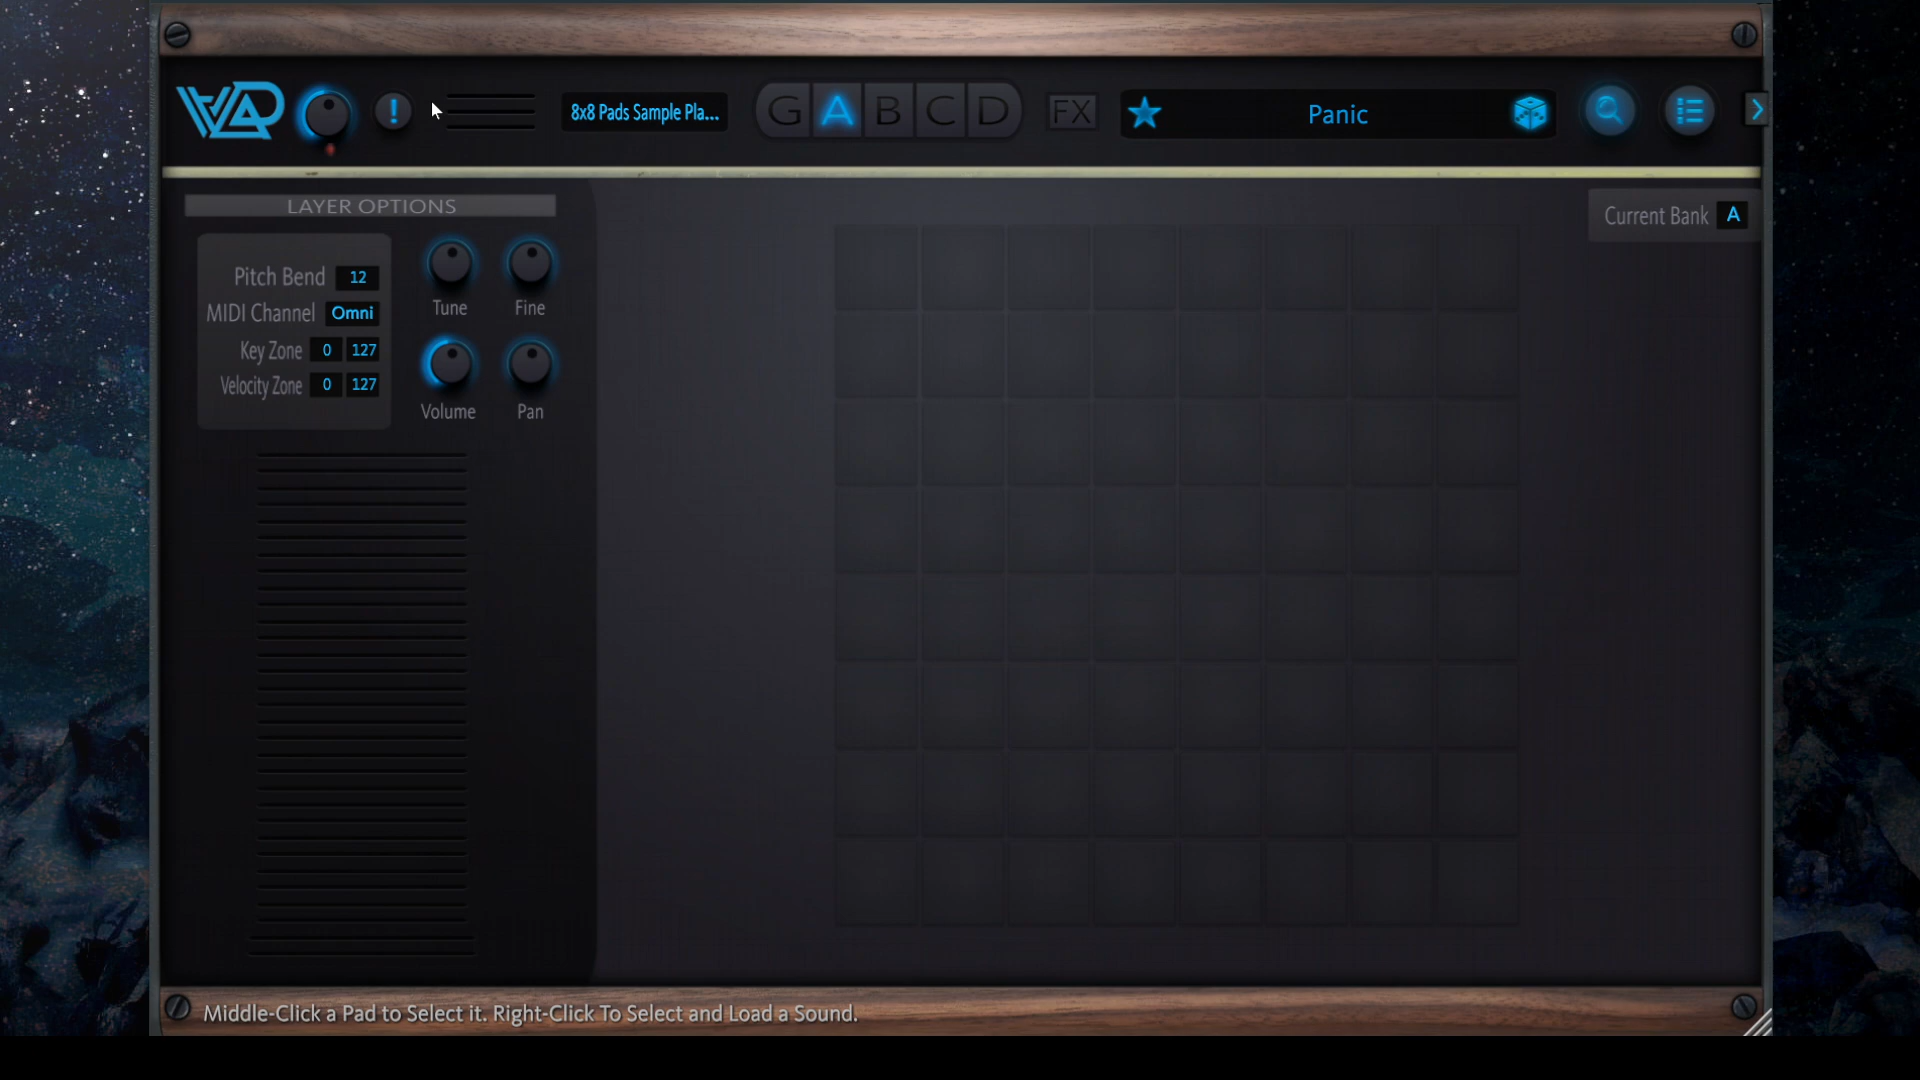 VAP
!
8x8 Pads Sample Pla...
G A B C D
FX
Panic
LAYER OPTIONS
Current Bank A
Pitch Bend 12
MIDI Channel Omni
Key Zone 0 127
Velocity Zone 0 127
Tune
Fine
Volume
Pan
Middle-Click a Pad to Select it. Right-Click To Select and Load a Sound.